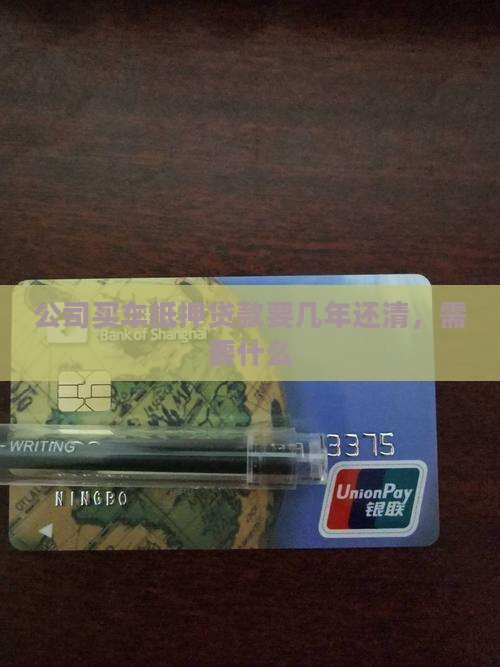 公司买车抵押贷款要几年还清，需
要什么
Bank of Shanghai
WRITING
3375
NINGBO
UnionPay
银联